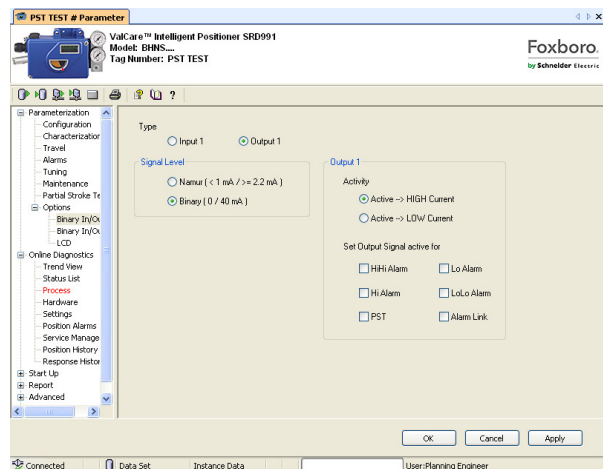 PST TEST # Parameter
ValCare™ Intelligent Positioner SRD991
Model: BHNS....
Tag Number: PST TEST
Foxboro.
by Schneider Electric
Parameterization
Configuration
Characterization
Travel
Alarms
Tuning
Maintenance
Partial Stroke Te
Options
Binary In/Ou
Binary In/Ou
LCD
Online Diagnostics
Trend View
Status List
Process
Hardware
Settings
Position Alarms
Service Manage
Position History
Response Histor
Start Up
Report
Advanced
Type
Input 1
Output 1
Signal Level
Namur ( < 1 mA / >= 2.2 mA )
Binary ( 0 / 40 mA )
Output 1
Activity
Active --> HIGH Current
Active --> LOW Current
Set Output Signal active for
HiHi Alarm
Lo Alarm
Hi Alarm
LoLo Alarm
PST
Alarm Link
OK
Cancel
Apply
Connected
Data Set
Instance Data
User:Planning Engineer